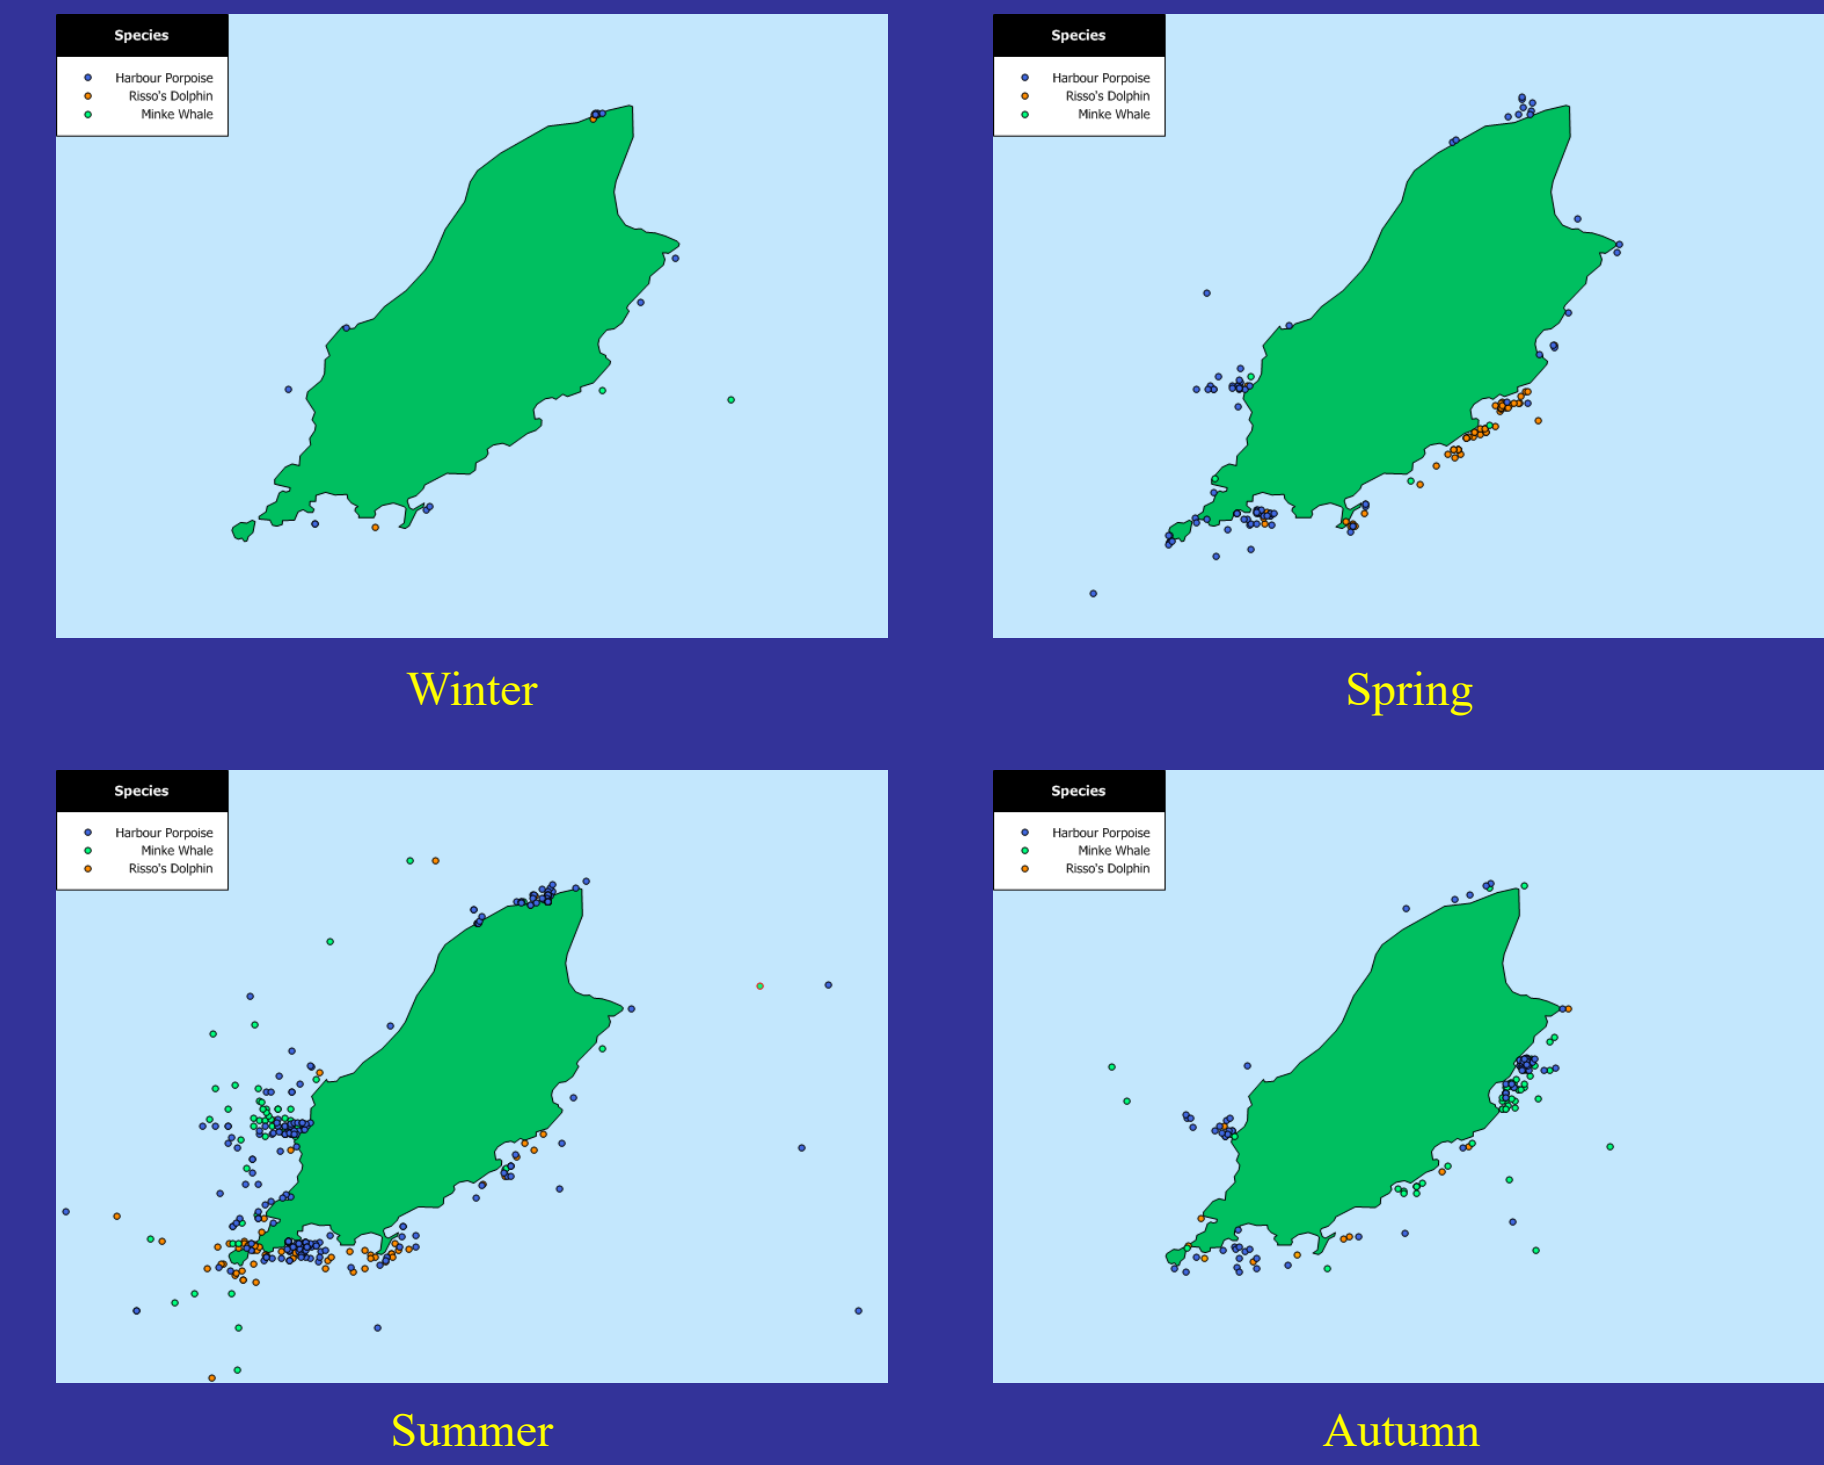 Species
Harbour Porpoise
Risso's Dolphin
Minke Whale
Winter
Species
Harbour Porpoise
Risso's Dolphin
Minke Whale
Spring
Species
Harbour Porpoise
Minke Whale
Risso's Dolphin
Summer
Species
Harbour Porpoise
Minke Whale
Risso's Dolphin
Autumn